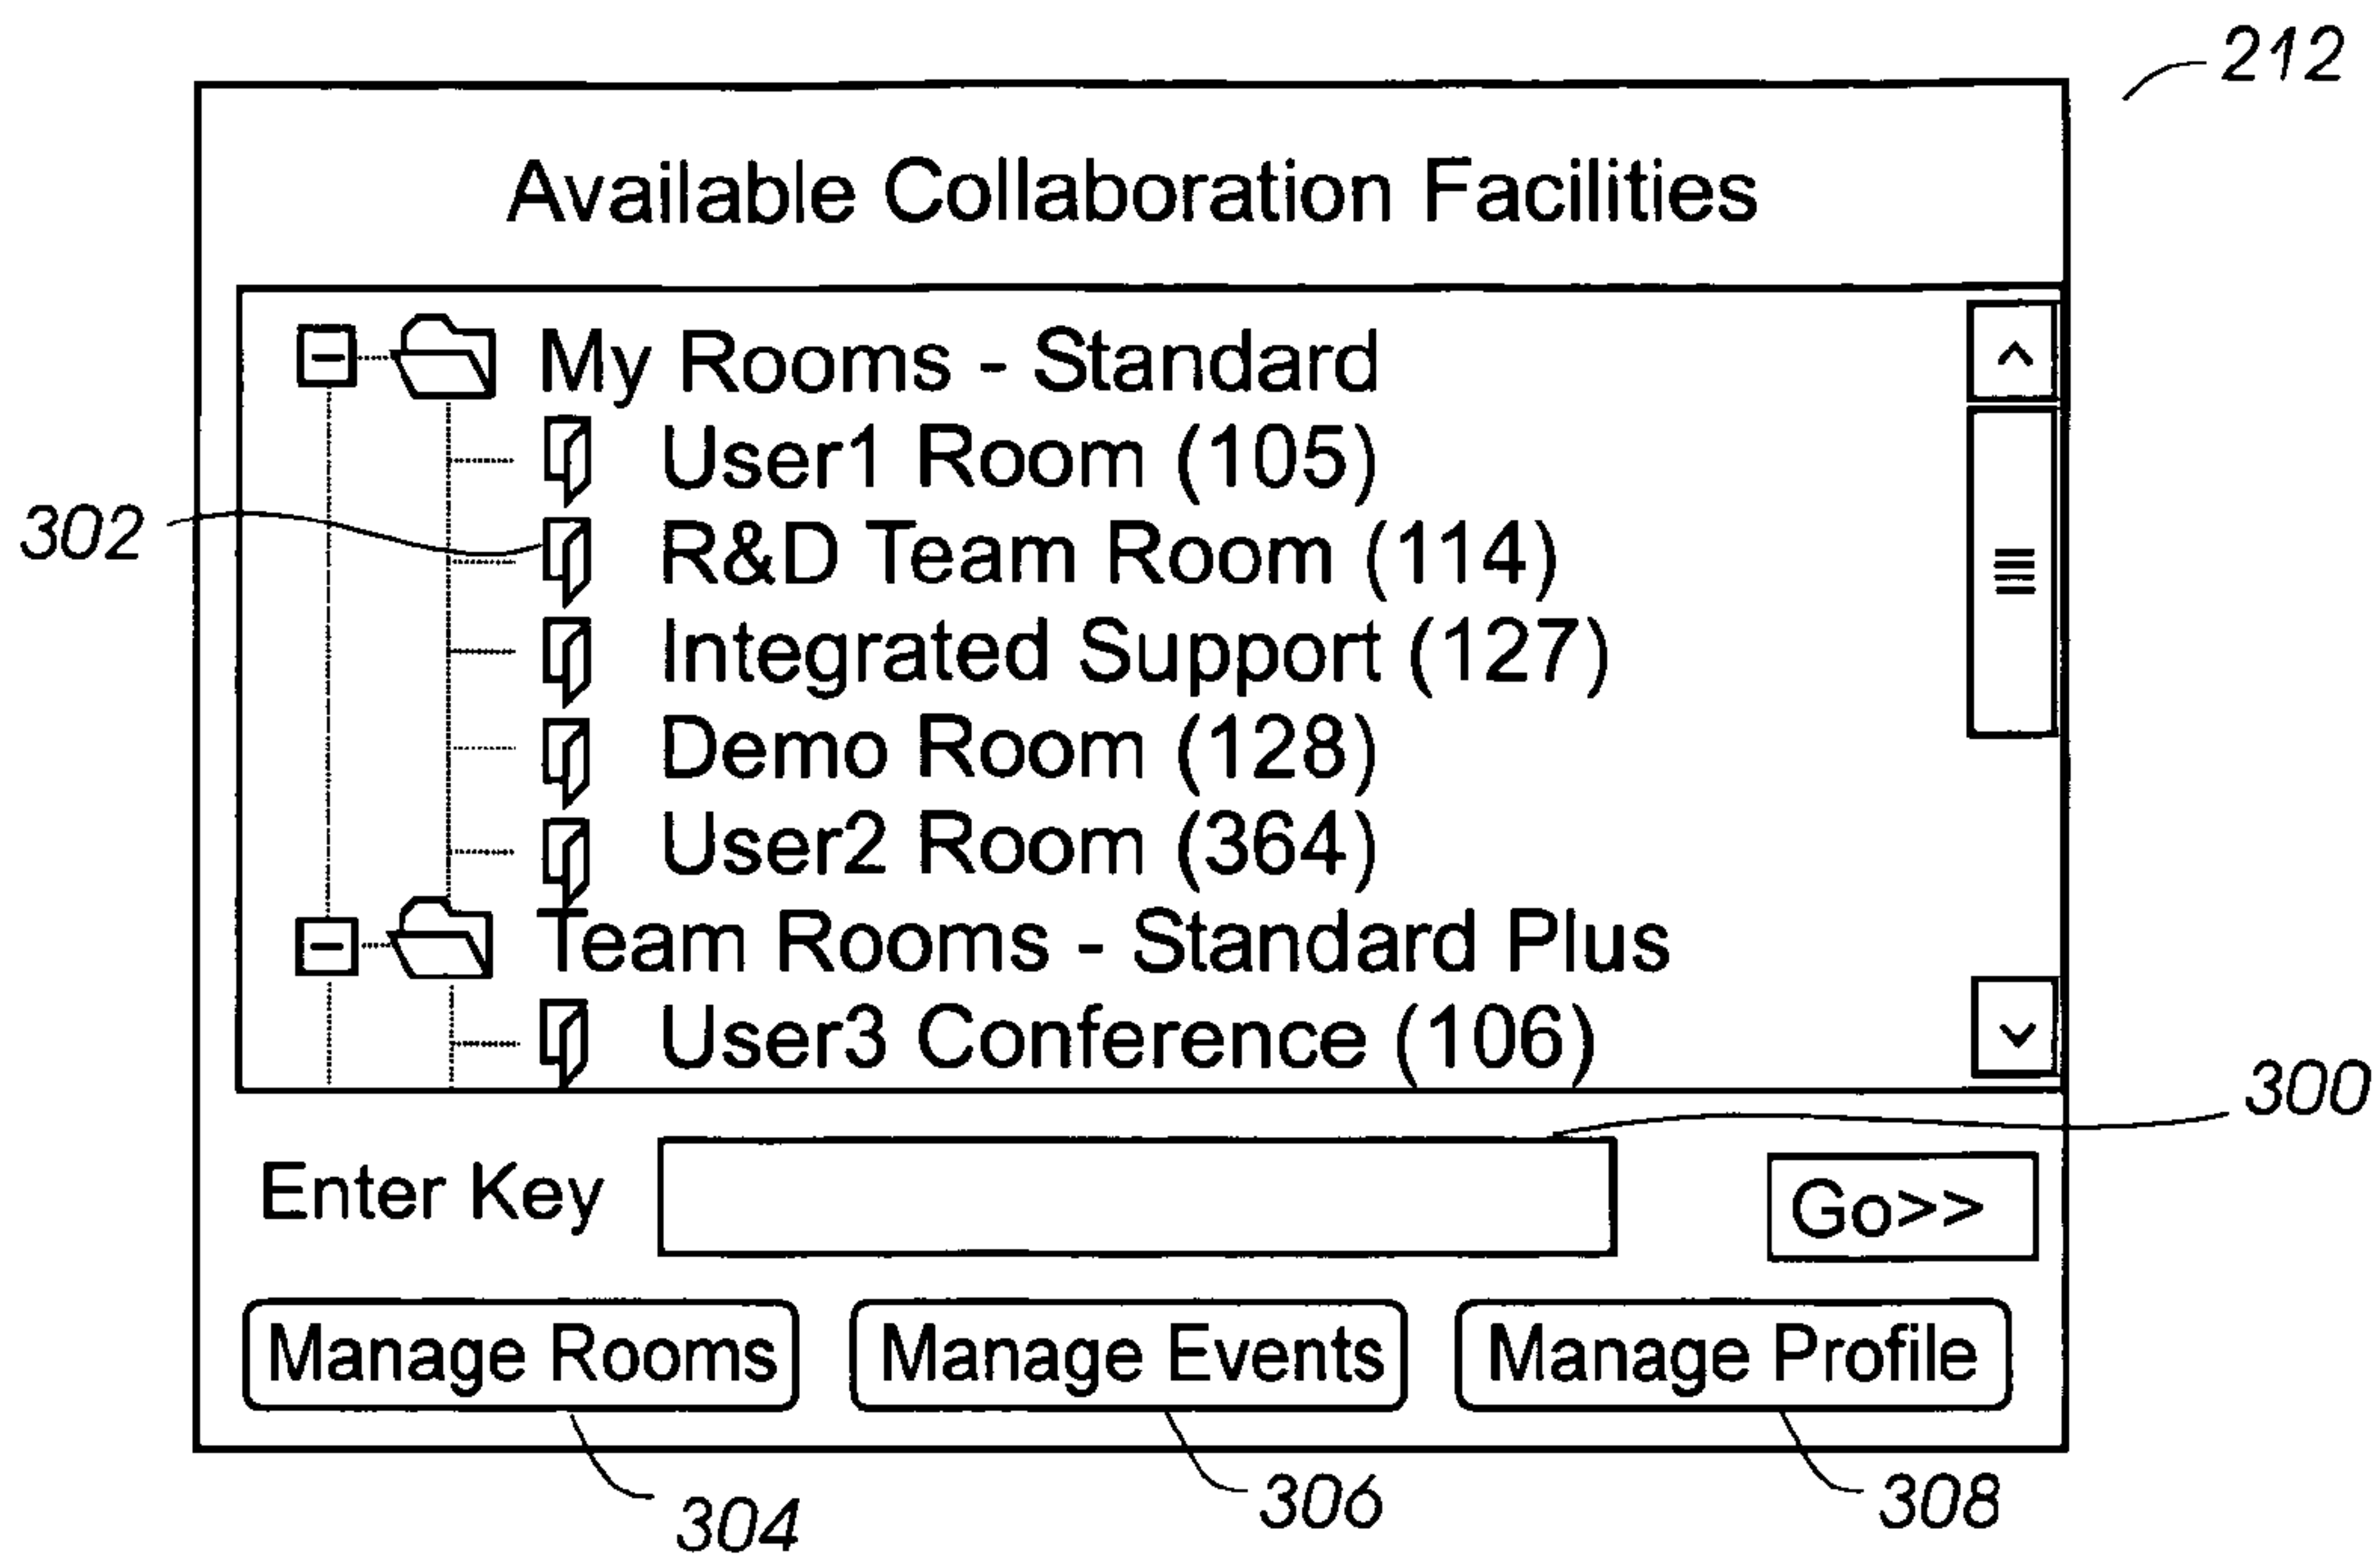 212
Available Collaboration Facilities
My Rooms - Standard
User1 Room (105)
302
R&D Team Room (114)
Integrated Support (127)
Demo Room (128)
User2 Room (364)
Team Rooms - Standard Plus
User3 Conference (106)
300
Enter Key
Go>>
Manage Rooms
Manage Events
Manage Profile
304
306
308